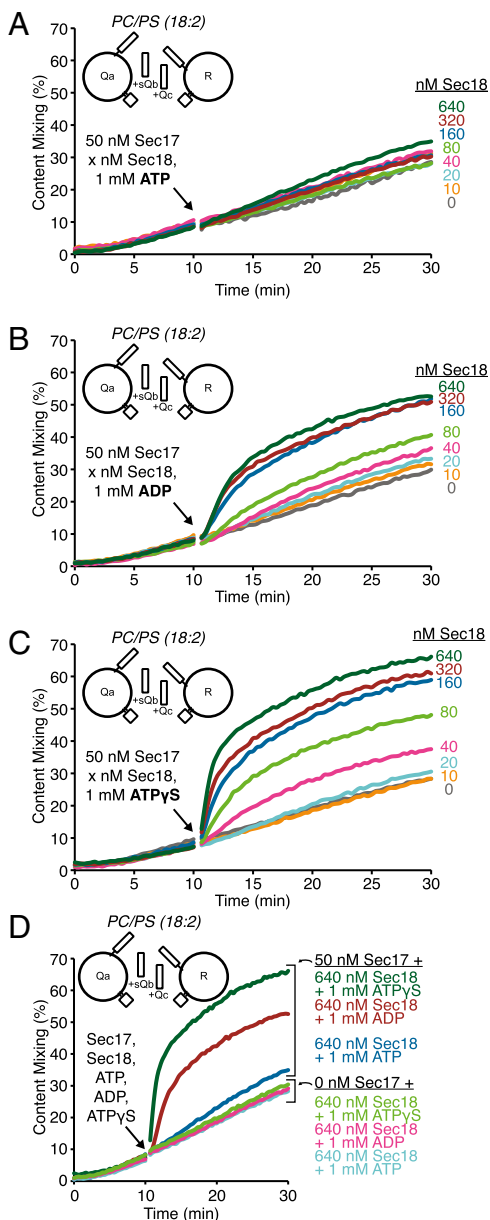 A
PC/PS (18:2)
Qa
+sQb
+Qc
R
50 nM Sec17
x nM Sec18,
1 mM ATP
Content Mixing (%)
70
60
50
40
30
20
10
0
0
5
10
15
20
25
30
Time (min)
nM Sec18
640
320
160
80
40
20
10
0
B
PC/PS (18:2)
Qa
+sQb
+Qc
R
50 nM Sec17
x nM Sec18,
1 mM ADP
Content Mixing (%)
70
60
50
40
30
20
10
0
0
5
10
15
20
25
30
Time (min)
nM Sec18
640
320
160
80
40
20
10
0
C
PC/PS (18:2)
Qa
+sQb
+Qc
R
50 nM Sec17
x nM Sec18,
1 mM ATPγS
Content Mixing (%)
70
60
50
40
30
20
10
0
0
5
10
15
20
25
30
Time (min)
nM Sec18
640
320
160
80
40
20
10
0
D
PC/PS (18:2)
Qa
+sQb
+Qc
R
Sec17,
Sec18,
ATP,
ADP,
ATPγS
Content Mixing (%)
70
60
50
40
30
20
10
0
0
10
20
30
Time (min)
50 nM Sec17 +
640 nM Sec18
+ 1 mM ATPγS
640 nM Sec18
+ 1 mM ADP
640 nM Sec18
+ 1 mM ATP
0 nM Sec17 +
640 nM Sec18
+ 1 mM ATPγS
640 nM Sec18
+ 1 mM ADP
640 nM Sec18
+ 1 mM ATP